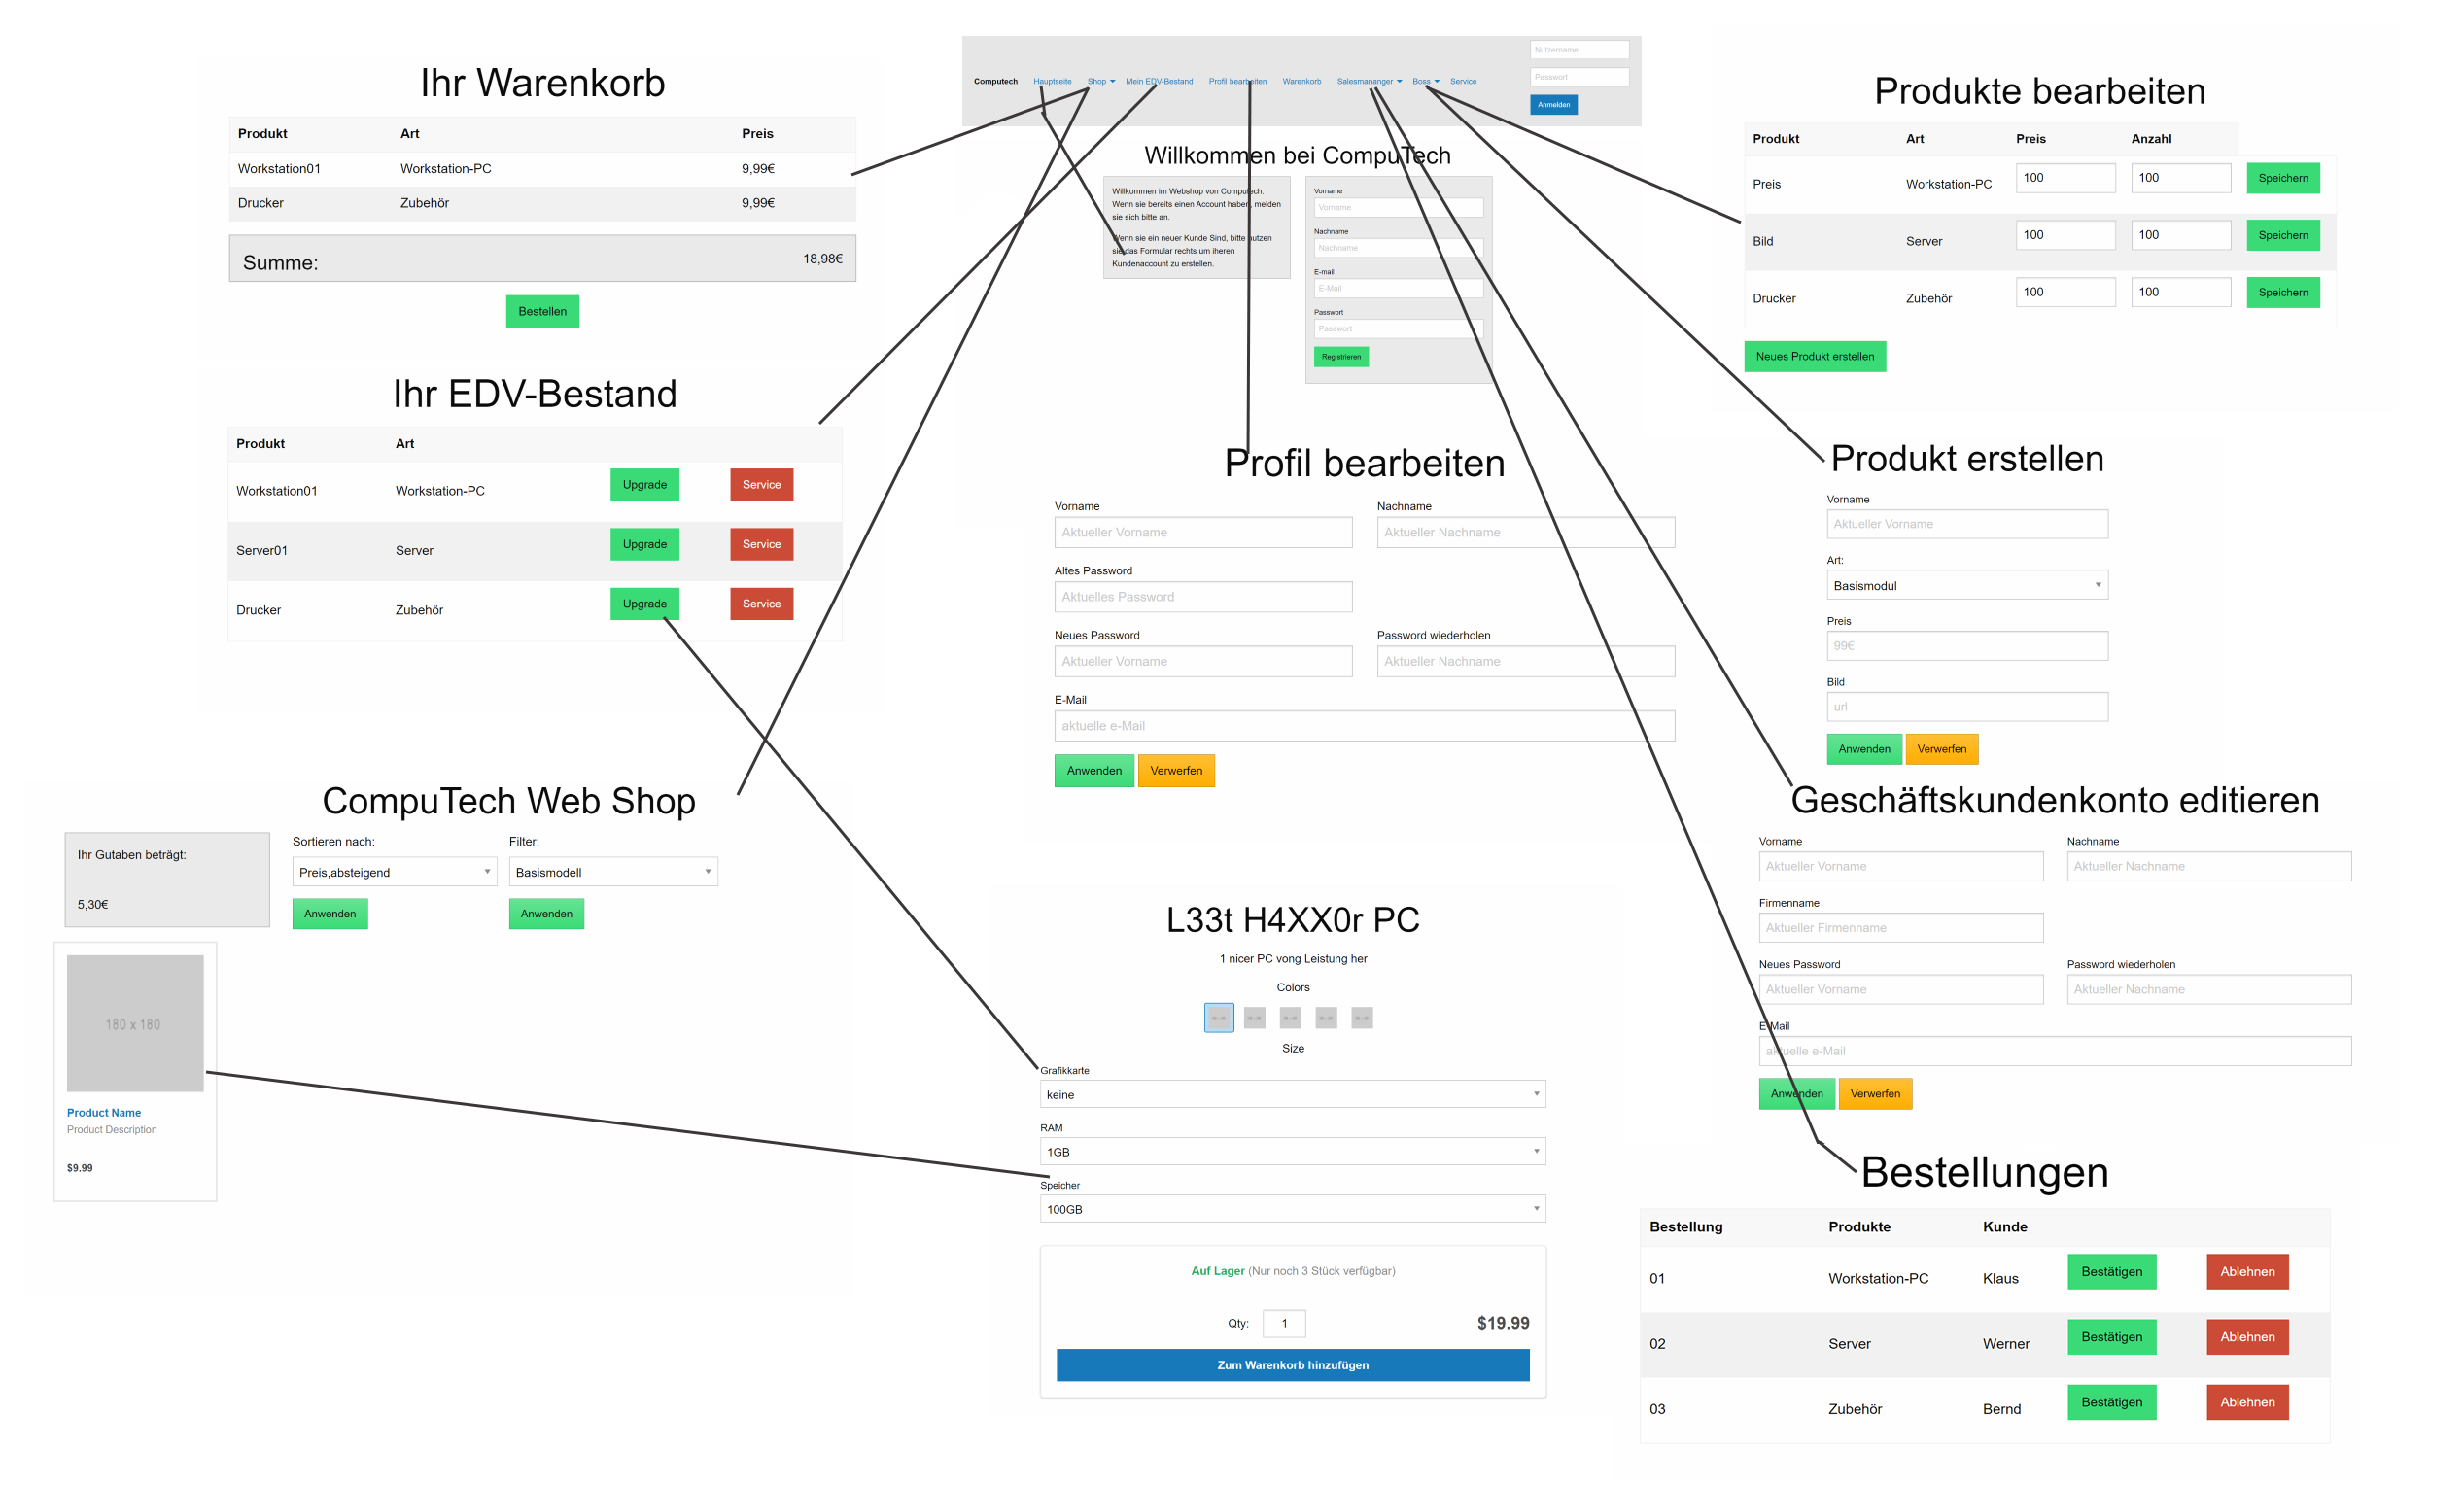 Computech Hauptseite Shop Mein EDV-Bestand Profil bearbeiten Warenkorb Salesmananger Boss Service
Nutzername
Passwort
Anmelden
Willkommen bei CompuTech
Willkommen im Webshop von Computech.
Wenn sie bereits einen Account haben, melden
sie sich bitte an.
Wenn sie ein neuer Kunde Sind, bitte nutzen
sie das Formular rechts um iheren
Kundenaccount zu erstellen.
Vorname
Vorname
Nachname
Nachname
E-mail
E-Mail
Passwort
Passwort
Registrieren
Ihr Warenkorb
Produkt Art Preis
Workstation01 Workstation-PC 9,99€
Drucker Zubehör 9,99€
Summe: 18,98€
Bestellen
Ihr EDV-Bestand
Produkt Art
Workstation01 Workstation-PC Upgrade Service
Server01 Server Upgrade Service
Drucker Zubehör Upgrade Service
CompuTech Web Shop
Ihr Gutaben beträgt:
5,30€
Sortieren nach: Filter:
Preis,absteigend Basismodell
Anwenden Anwenden
180 x 180
Product Name
Product Description
$9.99
Profil bearbeiten
Vorname Nachname
Aktueller Vorname Aktueller Nachname
Altes Password
Aktuelles Password
Neues Password Password wiederholen
Aktueller Vorname Aktueller Nachname
E-Mail
aktuelle e-Mail
Anwenden Verwerfen
L33t H4XX0r PC
1 nicer PC vong Leistung her
Colors
Size
Grafikkarte
keine
RAM
1GB
Speicher
100GB
Auf Lager (Nur noch 3 Stück verfügbar)
Qty: 1 $19.99
Zum Warenkorb hinzufügen
Produkte bearbeiten
Produkt Art Preis Anzahl
Preis Workstation-PC 100 100 Speichern
Bild Server 100 100 Speichern
Drucker Zubehör 100 100 Speichern
Neues Produkt erstellen
Produkt erstellen
Vorname
Aktueller Vorname
Art:
Basismodul
Preis
99€
Bild
url
Anwenden Verwerfen
Geschäftskundenkonto editieren
Vorname Nachname
Aktueller Vorname Aktueller Nachname
Firmenname
Aktueller Firmenname
Neues Password Password wiederholen
Aktueller Vorname Aktueller Nachname
E-Mail
aktuelle e-Mail
Anwenden Verwerfen
Bestellungen
Bestellung Produkte Kunde
01 Workstation-PC Klaus Bestätigen Ablehnen
02 Server Werner Bestätigen Ablehnen
03 Zubehör Bernd Bestätigen Ablehnen